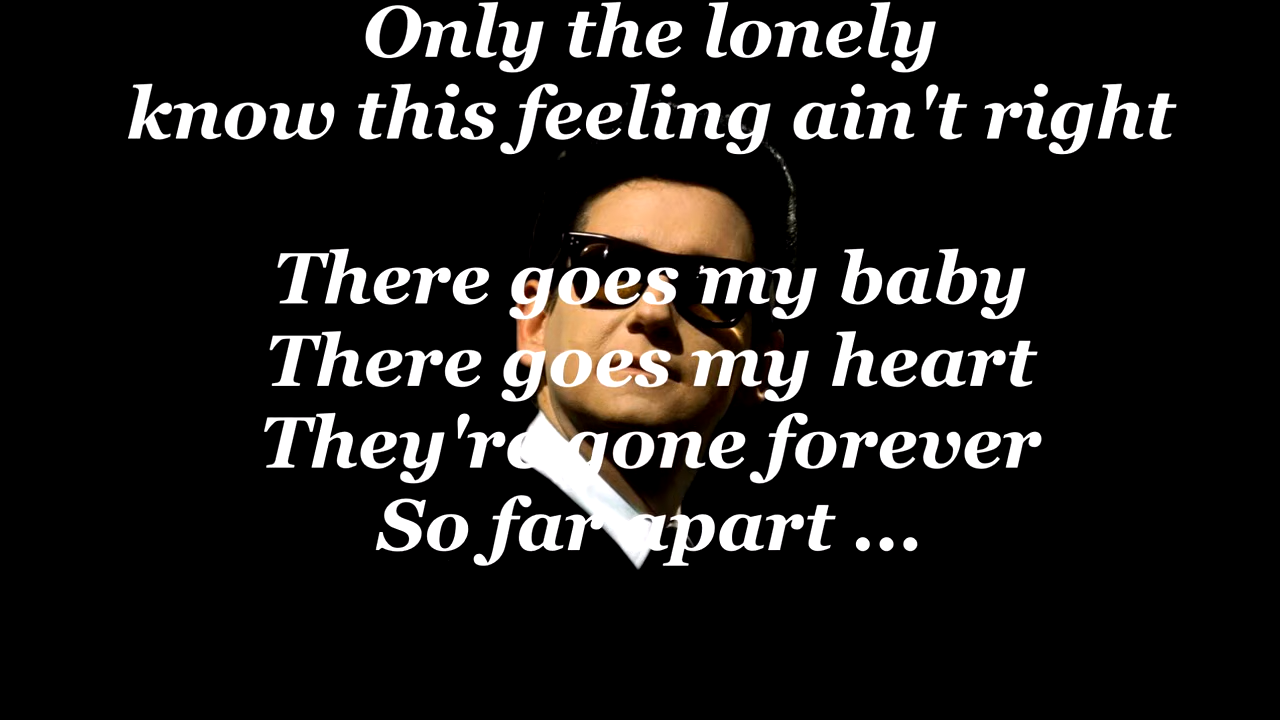 Only the lonely
know this feeling ain't right
There goes my baby
There goes my heart
They're gone forever
So far apart ...